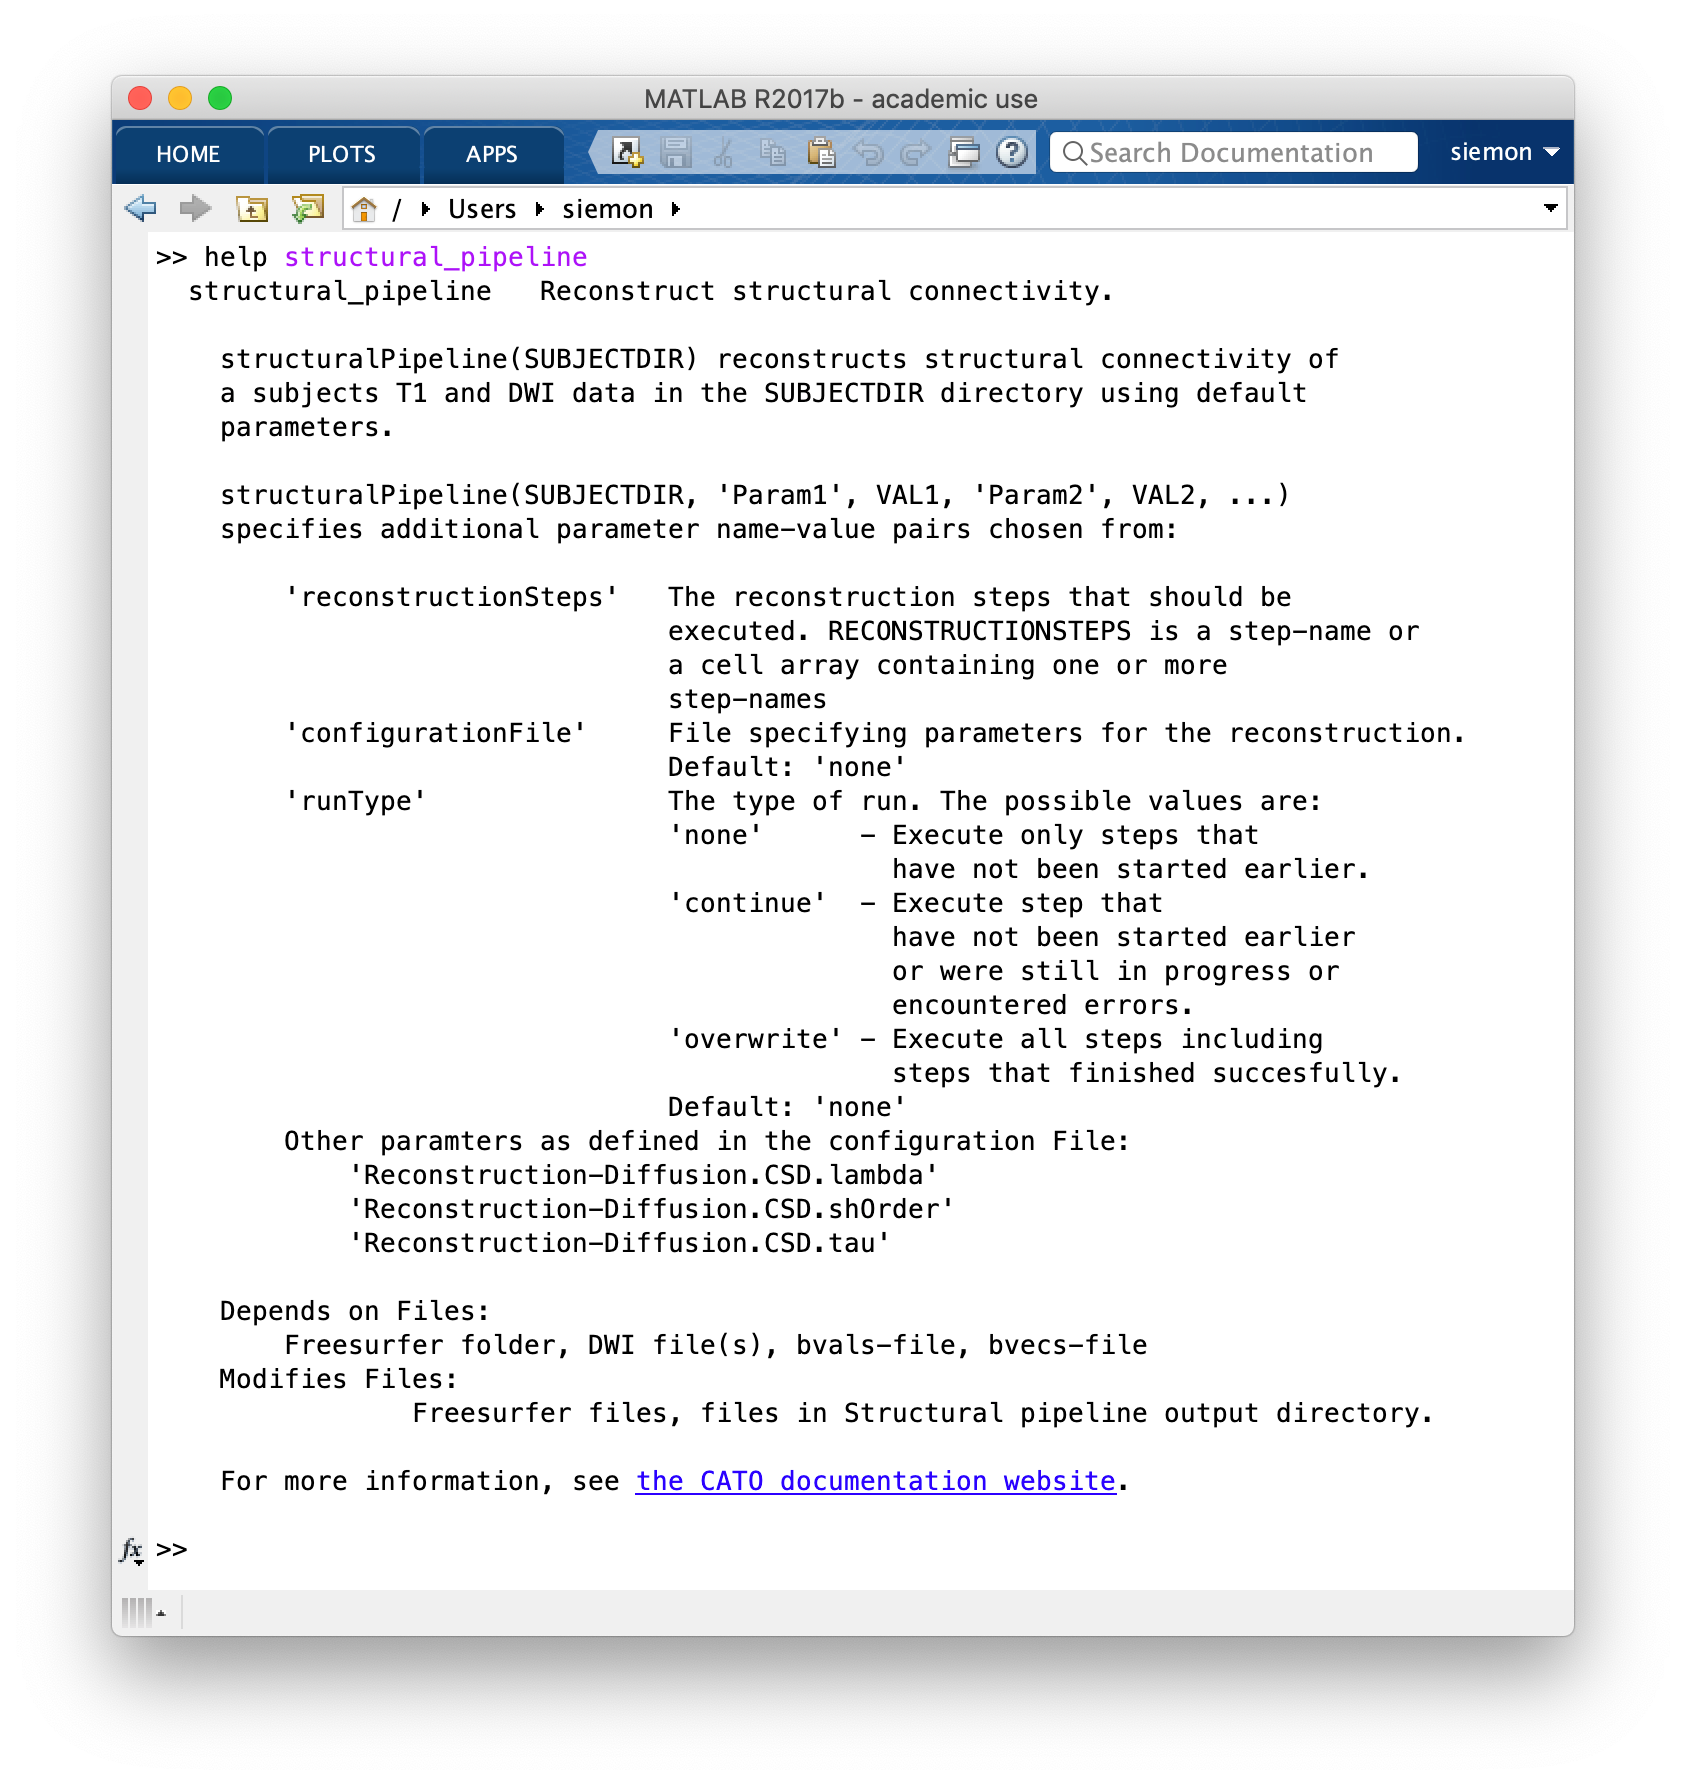 MATLAB R2017b - academic use
HOME PLOTS APPS Search Documentation siemon
/ Users siemon
>> help structural_pipeline
structural_pipeline   Reconstruct structural connectivity.
structuralPipeline(SUBJECTDIR) reconstructs structural connectivity of
a subjects T1 and DWI data in the SUBJECTDIR directory using default
parameters.
structuralPipeline(SUBJECTDIR, 'Param1', VAL1, 'Param2', VAL2, ...)
specifies additional parameter name-value pairs chosen from:
'reconstructionSteps'   The reconstruction steps that should be
executed. RECONSTRUCTIONSTEPS is a step-name or
a cell array containing one or more
step-names
'configurationFile'     File specifying parameters for the reconstruction.
Default: 'none'
'runType'               The type of run. The possible values are:
'none'      - Execute only steps that
have not been started earlier.
'continue'  - Execute step that
have not been started earlier
or were still in progress or
encountered errors.
'overwrite' - Execute all steps including
steps that finished succesfully.
Default: 'none'
Other paramters as defined in the configuration File:
'Reconstruction-Diffusion.CSD.lambda'
'Reconstruction-Diffusion.CSD.shOrder'
'Reconstruction-Diffusion.CSD.tau'
Depends on Files:
Freesurfer folder, DWI file(s), bvals-file, bvecs-file
Modifies Files:
Freesurfer files, files in Structural pipeline output directory.
For more information, see the CATO documentation website.
fx >>